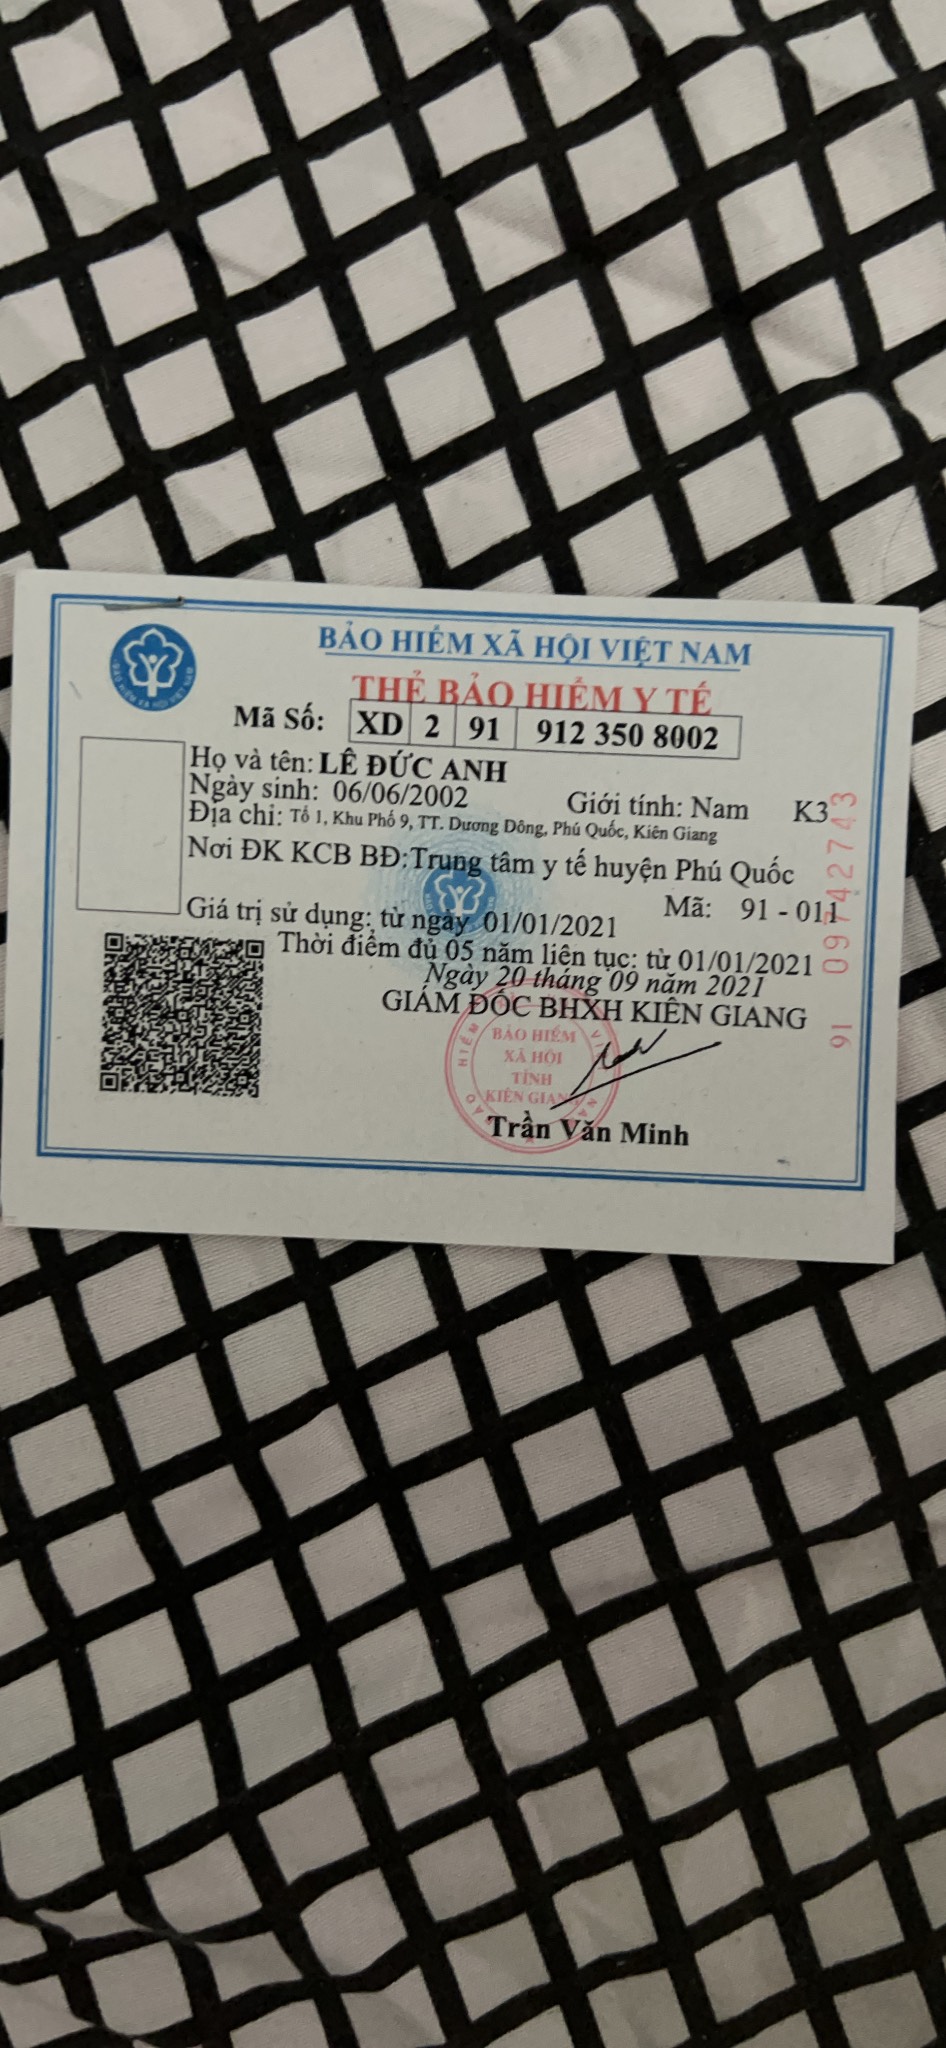 BẢO HIỂM XÃ HỘI VIỆT NAM
THẺ BẢO HIỂM Y TẾ
Mã Số: XD 2 91 912 350 8002
Họ và tên: LÊ ĐỨC ANH
Ngày sinh: 06/06/2002 Giới tính: Nam K3
Địa chỉ: Tổ 1, Khu Phố 9, TT. Dương Đông, Phú Quốc, Kiên Giang
Nơi ĐK KCB BĐ: Trung tâm y tế huyện Phú Quốc
Giá trị sử dụng: từ ngày 01/01/2021 Mã: 91 - 011
Thời điểm đủ 05 năm liên tục: từ 01/01/2021
Ngày 20 tháng 09 năm 2021
GIÁM ĐỐC BHXH KIÊN GIANG
BẢO HIỂM
XÃ HỘI
TỈNH
KIÊN GIANG
Trần Văn Minh
91 09742743